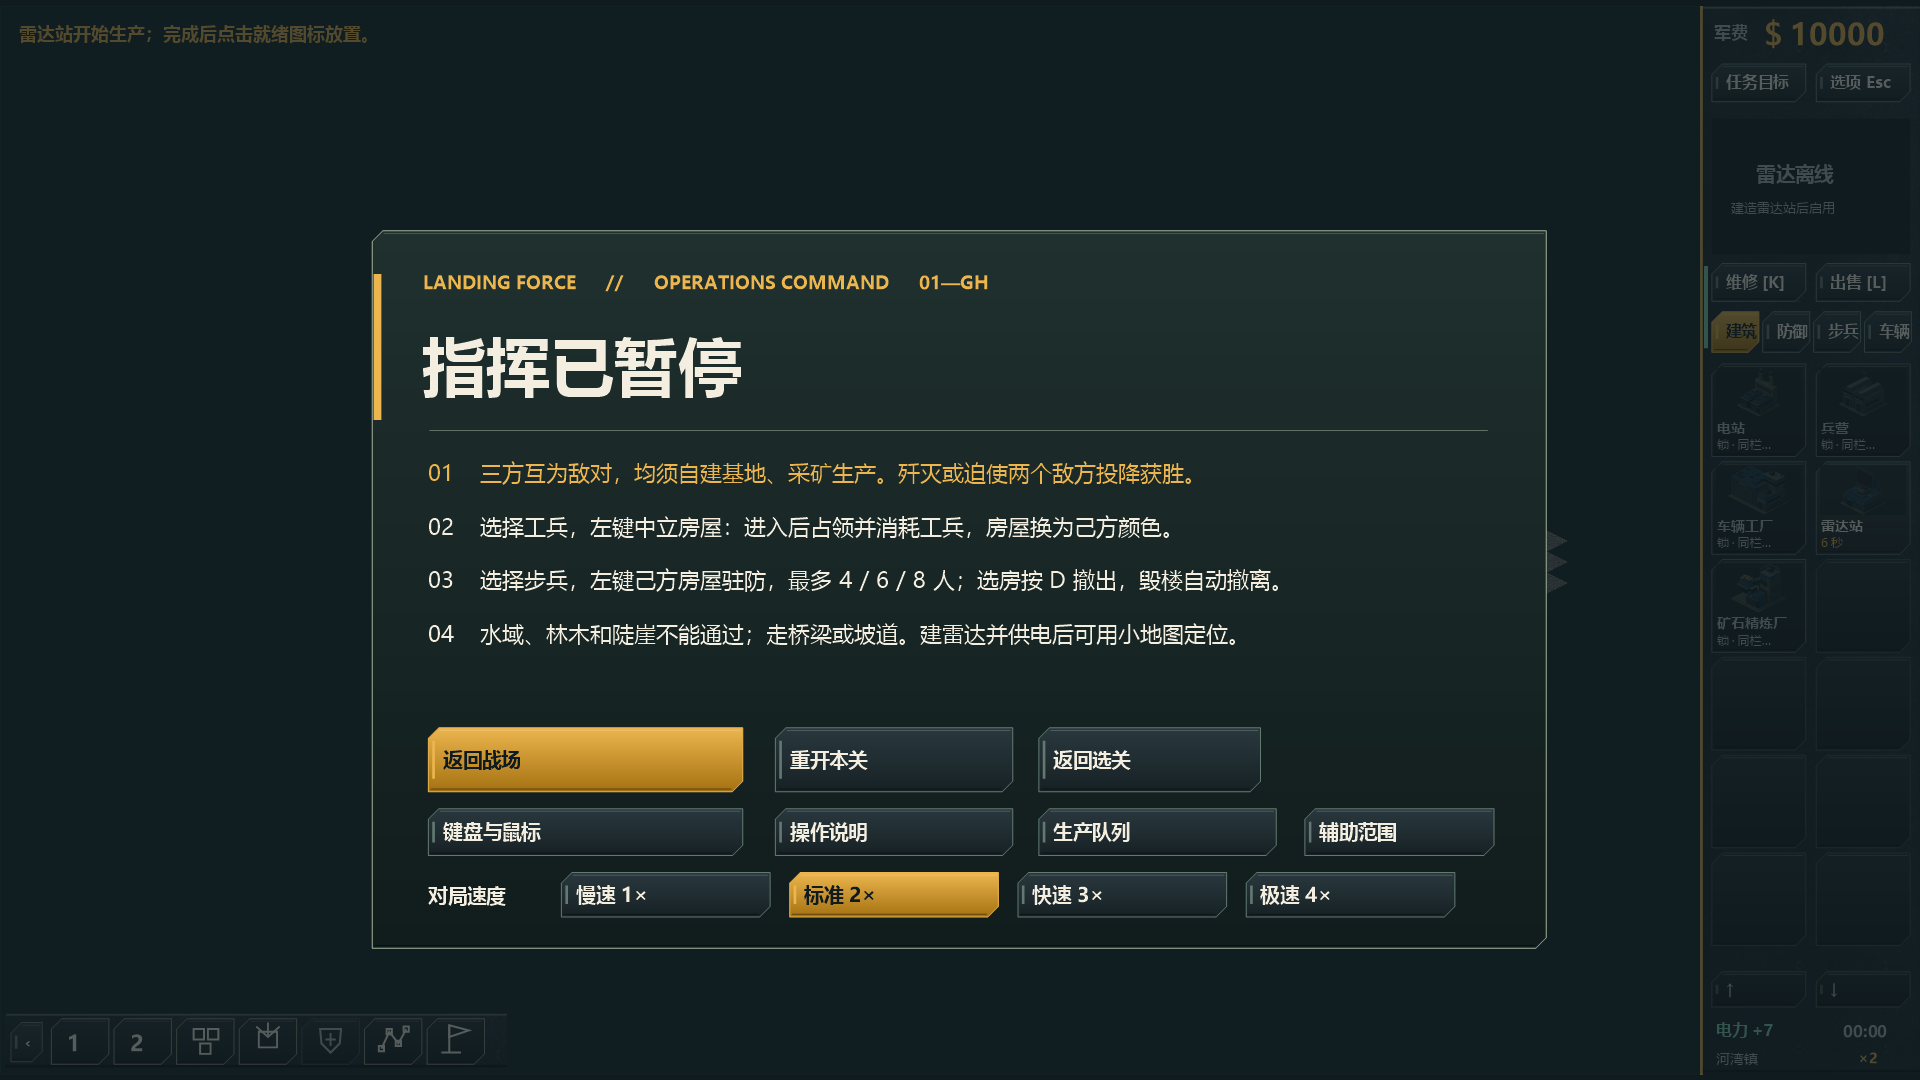 雷达站开始生产；完成后点击就绪图标放置。
军费 $ 10000
任务目标 选项 Esc
雷达离线
建造雷达站后启用
维修 [K] 出售 [L]
建筑 防御 步兵 车辆
电站 兵营
锁 · 同栏... 锁 · 同栏...
车辆工厂 雷达站
锁 · 同栏... 6 秒
矿石精炼厂
锁 · 同栏...
↑ ↓
电力 +7 00:00
河湾镇 ×2
LANDING FORCE // OPERATIONS COMMAND 01—GH
指挥已暂停
01 三方互为敌对，均须自建基地、采矿生产。歼灭或迫使两个敌方投降获胜。
02 选择工兵，左键中立房屋：进入后占领并消耗工兵，房屋换为己方颜色。
03 选择步兵，左键己方房屋驻防，最多 4 / 6 / 8 人；选房按 D 撤出，毁楼自动撤离。
04 水域、林木和陡崖不能通过；走桥梁或坡道。建雷达并供电后可用小地图定位。
返回战场 重开本关 返回选关
键盘与鼠标 操作说明 生产队列 辅助范围
对局速度 慢速 1× 标准 2× 快速 3× 极速 4×
‹ 1 2